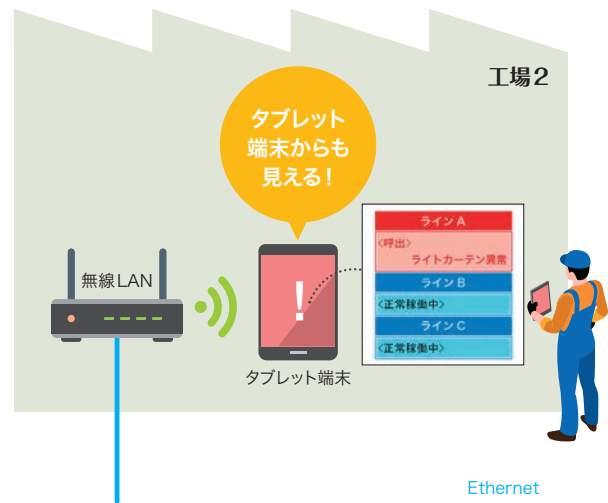 工場2
タブレット
端末からも
見える!
無線LAN
!
タブレット端末
ラインA
<呼出>
ライトカーテン異常
ラインB
<正常稼働中>
ラインC
<正常稼働中>
Ethernet